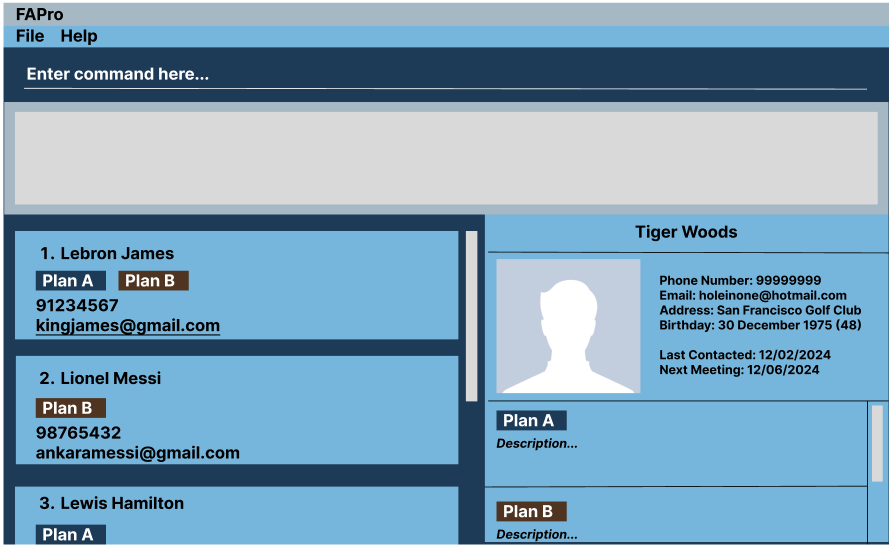 FAPro
File Help
Enter command here...
1. Lebron James
Plan A Plan B
91234567
kingjames@gmail.com
2. Lionel Messi
Plan B
98765432
ankaramessi@gmail.com
3. Lewis Hamilton
Plan A
Tiger Woods
Phone Number: 99999999
Email: holeinone@hotmail.com
Address: San Francisco Golf Club
Birthday: 30 December 1975 (48)
Last Contacted: 12/02/2024
Next Meeting: 12/06/2024
Plan A
Description...
Plan B
Description...